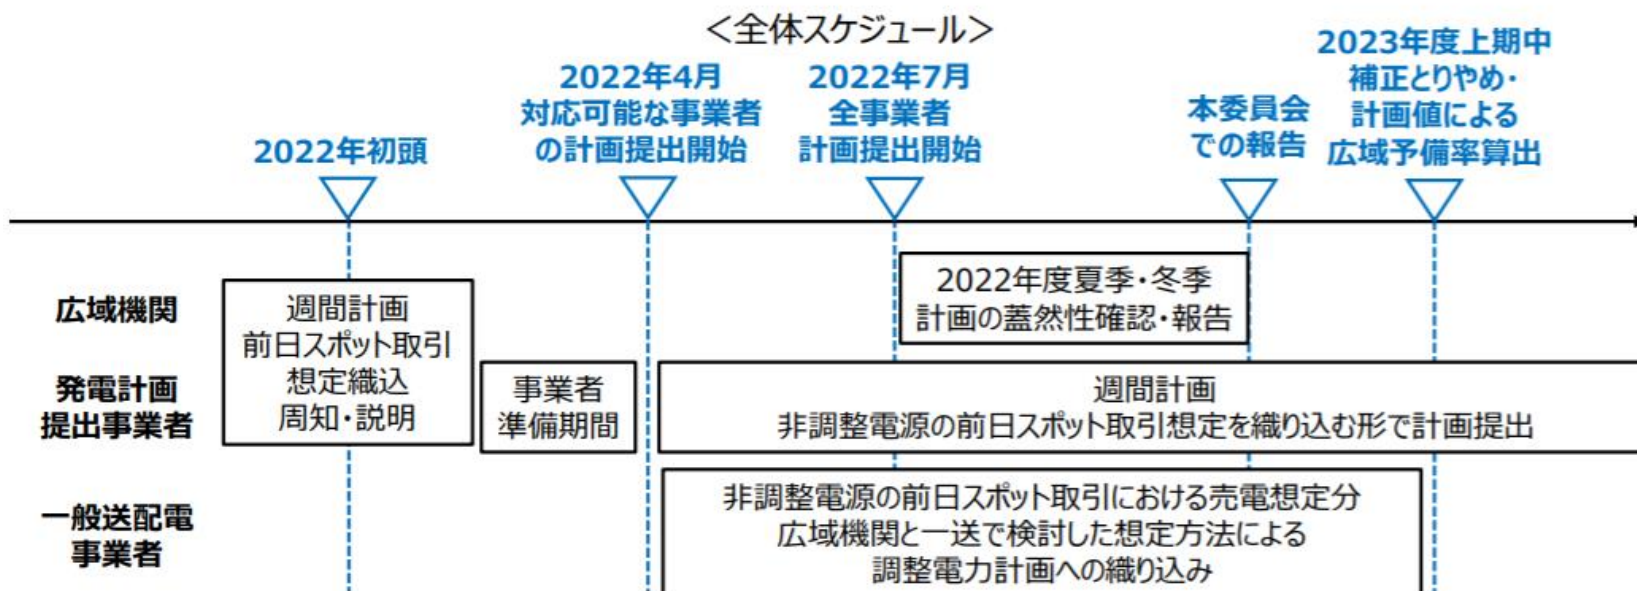 ＜全体スケジュール＞
2022年初頭
2022年4月
対応可能な事業者
の計画提出開始
2022年7月
全事業者
計画提出開始
本委員会
での報告
2023年度上期中
補正とりやめ・
計画値による
広域予備率算出
広域機関
週間計画
前日スポット取引
想定織込
周知・説明
2022年度夏季・冬季
計画の蓋然性確認・報告
発電計画
提出事業者
事業者
準備期間
週間計画
非調整電源の前日スポット取引想定を織り込む形で計画提出
一般送配電
事業者
非調整電源の前日スポット取引における売電想定分
広域機関と一送で検討した想定方法による
調整電力計画への織り込み